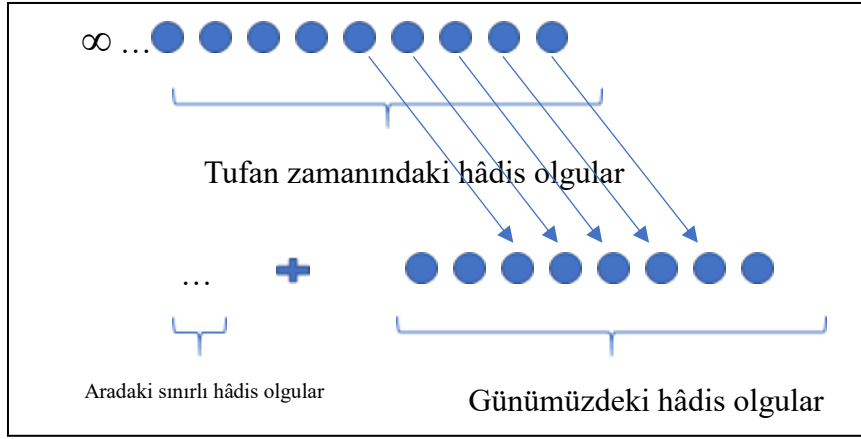 ∞ …
Tufan zamanındaki hâdis olgular
…
Aradaki sınırlı hâdis olgular
Günümüzdeki hâdis olgular